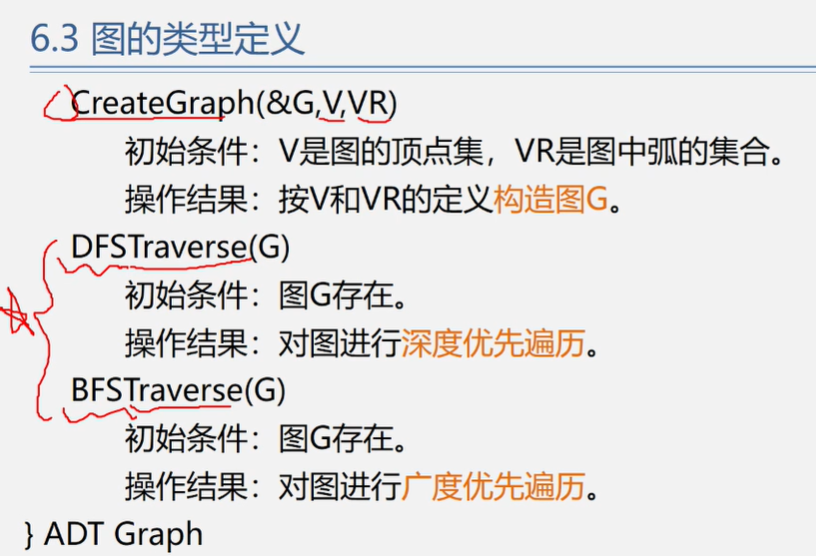 6.3 图的类型定义
CreateGraph(&G,V,VR)
初始条件：V是图的顶点集，VR是图中弧的集合。
操作结果：按V和VR的定义构造图G。
DFSTraverse(G)
初始条件：图G存在。
操作结果：对图进行深度优先遍历。
BFSTraverse(G)
初始条件：图G存在。
操作结果：对图进行广度优先遍历。
} ADT Graph